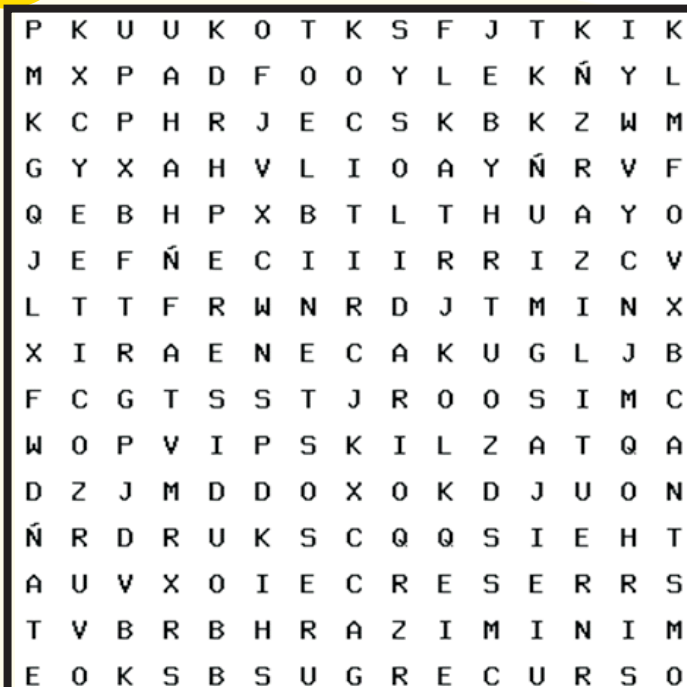 P K U U K O T K S F J T K I K
M X P A D F O O Y L E K Ñ Y L
K C P H R J E C S K B K Z W M
G Y X A H V L I O A Y Ñ R V F
Q E B H P X B T L T H U A Y O
J E F Ñ E C I I I R R I Z C V
L T T F R W N R D J T M I N X
X I R A E N E C A K U G L J B
F C G T S S T J R O O S I M C
W O P V I P S K I L Z A T Q A
D Z J M D D O X O K D J U O N
Ñ R D R U K S C Q Q S I E H T
A U V X O I E C R E S E R R S
T V B R B H R A Z I M I N I M
E O K S B S U G R E C U R S O